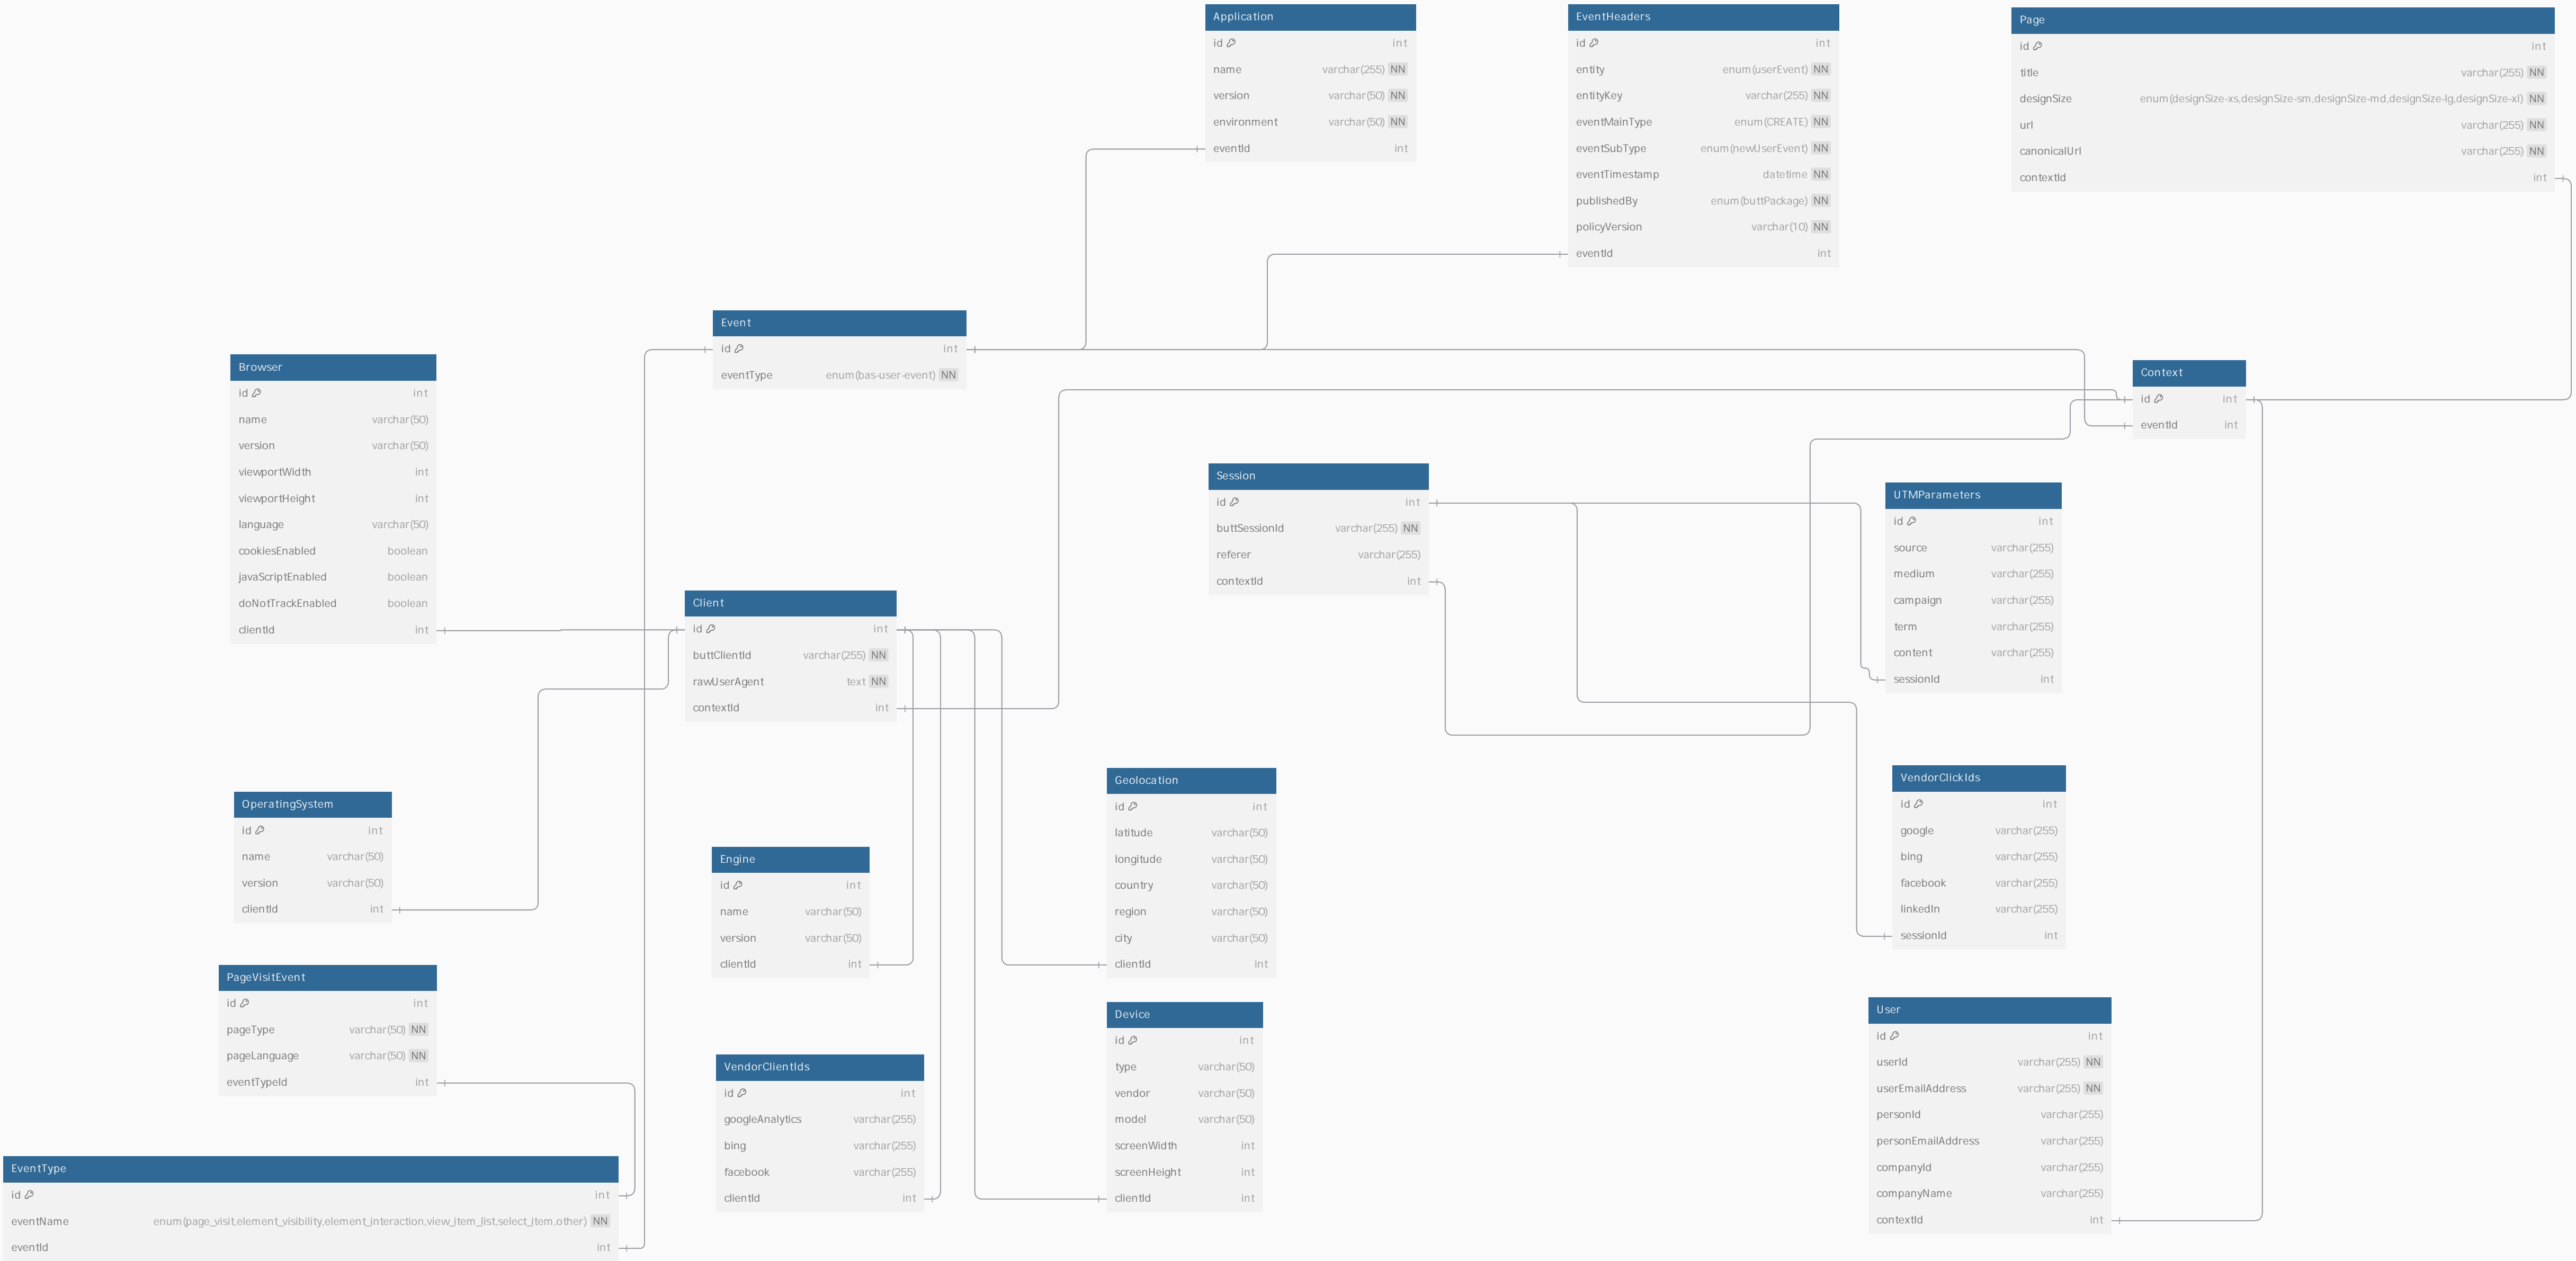 Application
id int
name varchar(255) NN
version varchar(50) NN
environment varchar(50) NN
eventId int
EventHeaders
id int
entity enum(userEvent) NN
entityKey varchar(255) NN
eventMainType enum(CREATE) NN
eventSubType enum(newUserEvent) NN
eventTimestamp datetime NN
publishedBy enum(buttPackage) NN
policyVersion varchar(10) NN
eventId int
Page
id int
title varchar(255) NN
designSize enum(designSize-xs,designSize-sm,designSize-md,designSize-lg,designSize-xl) NN
url varchar(255) NN
canonicalUrl varchar(255) NN
contextId int
Event
id int
eventType enum(bas-user-event) NN
Browser
id int
name varchar(50)
version varchar(50)
viewportWidth int
viewportHeight int
language varchar(50)
cookiesEnabled boolean
javaScriptEnabled boolean
doNotTrackEnabled boolean
clientId int
Context
id int
eventId int
Session
id int
buttSessionId varchar(255) NN
referer varchar(255)
contextId int
UTMParameters
id int
source varchar(255)
medium varchar(255)
campaign varchar(255)
term varchar(255)
content varchar(255)
sessionId int
Client
id int
buttClientId varchar(255) NN
rawUserAgent text NN
contextId int
Geolocation
id int
latitude varchar(50)
longitude varchar(50)
country varchar(50)
region varchar(50)
city varchar(50)
clientId int
VendorClickIds
id int
google varchar(255)
bing varchar(255)
facebook varchar(255)
linkedIn varchar(255)
sessionId int
OperatingSystem
id int
name varchar(50)
version varchar(50)
clientId int
Engine
id int
name varchar(50)
version varchar(50)
clientId int
PageVisitEvent
id int
pageType varchar(50) NN
pageLanguage varchar(50) NN
eventTypeId int
Device
id int
type varchar(50)
vendor varchar(50)
model varchar(50)
screenWidth int
screenHeight int
clientId int
User
id int
userId varchar(255) NN
userEmailAddress varchar(255) NN
personId varchar(255)
personEmailAddress varchar(255)
companyId varchar(255)
companyName varchar(255)
contextId int
VendorClientIds
id int
googleAnalytics varchar(255)
bing varchar(255)
facebook varchar(255)
clientId int
EventType
id int
eventName enum(page_visit,element_visibility,element_interaction,view_item_list,select_item,other) NN
eventId int